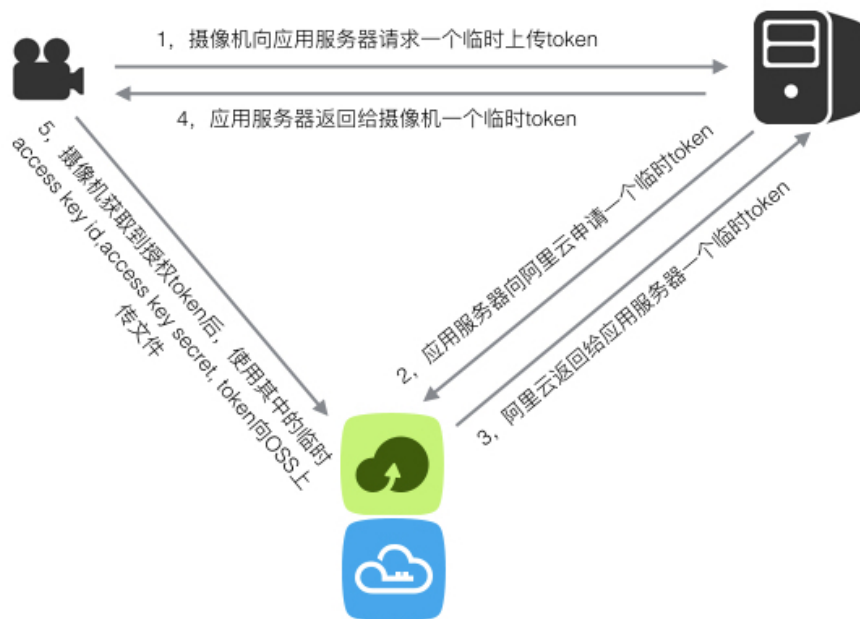 1，摄像机向应用服务器请求一个临时上传token
4，应用服务器返回给摄像机一个临时token
5，摄像机获取到授权token后，使用其中的临时
access key id,access key secret, token向OSS上
传文件
2，应用服务器向阿里云申请一个临时token
3，阿里云返回给应用服务器一个临时token